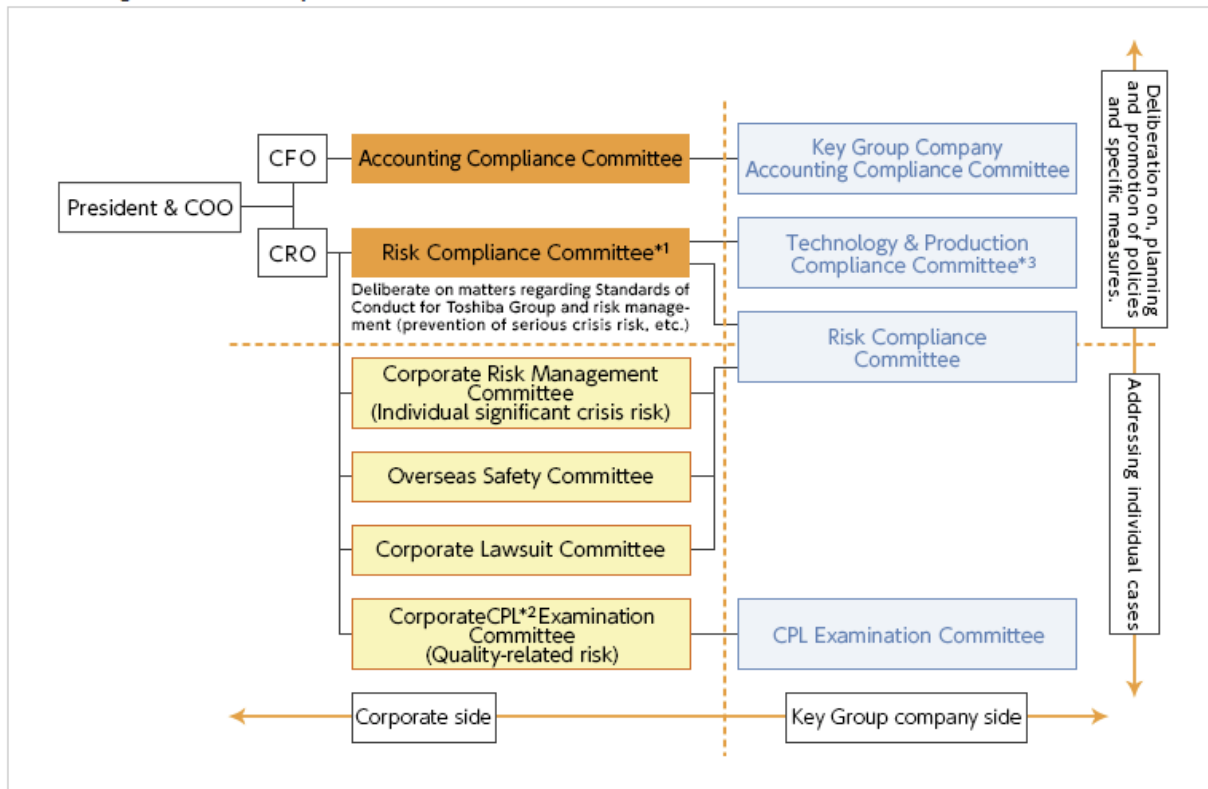 CFO
Accounting Compliance Committee
Key Group Company
Accounting Compliance Committee
President & COO
CRO
Risk Compliance Committee*1
Deliberate on matters regarding Standards of
Conduct for Toshiba Group and risk manage-
ment (prevention of serious crisis risk, etc.)
Technology & Production
Compliance Committee*3
Risk Compliance
Committee
Corporate Risk Management
Committee
(Individual significant crisis risk)
Overseas Safety Committee
Corporate Lawsuit Committee
CorporateCPL*2 Examination
Committee
(Quality-related risk)
CPL Examination Committee
Corporate side
Key Group company side
Deliberation on, planning
and promotion of policies
and specific measures.
Addressing individual cases